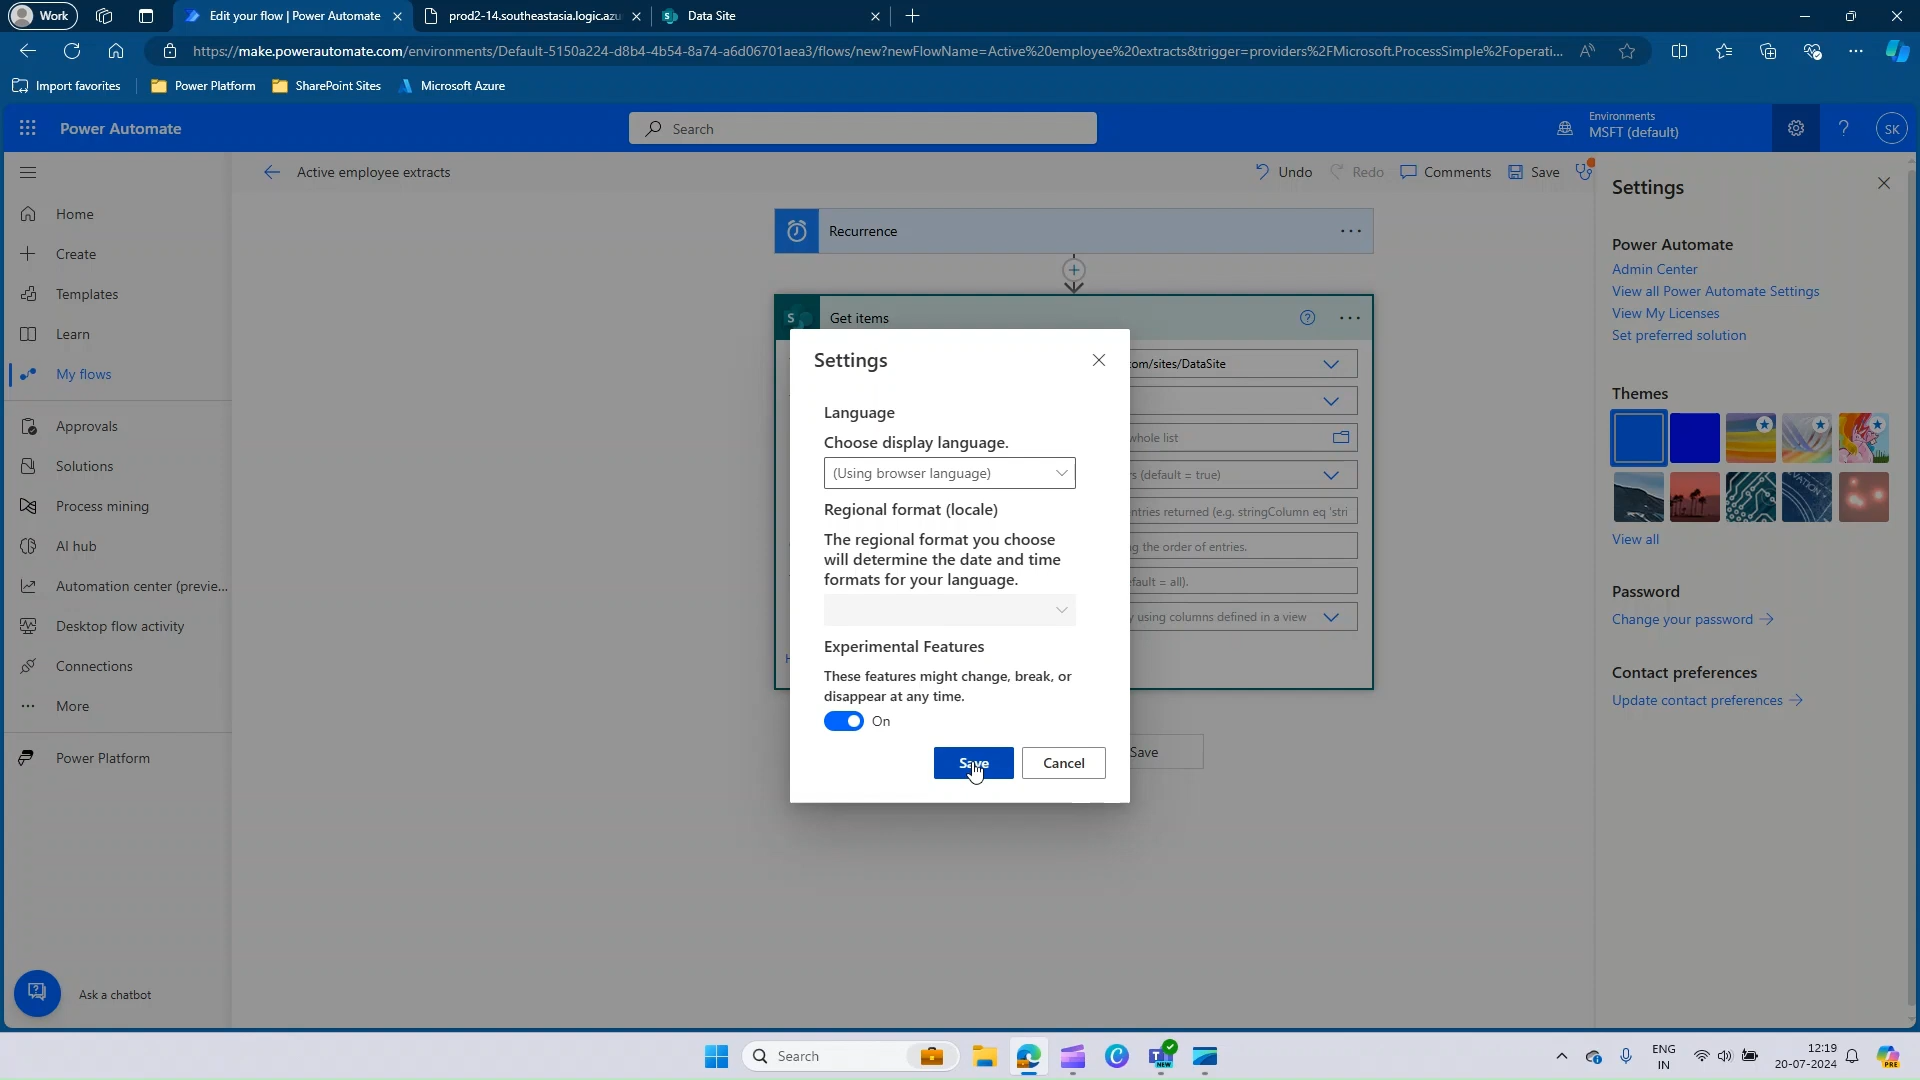 Work
Edit your flow | Power Automate
prod2-14.southeastasia.logic.azu
Data Site
https://make.powerautomate.com/environments/Default-5150a224-d8b4-4b54-8a74-a6d06701aea3/flows/new?newFlowName=Active%20employee%20extracts&trigger=providers%2FMicrosoft.ProcessSimple%2Foperati...
Import favorites
Power Platform
SharePoint Sites
Microsoft Azure
Power Automate
Search
Environments
MSFT (default)
SK
Active employee extracts
Undo
Redo
Comments
Save
Home
Create
Templates
Learn
My flows
Approvals
Solutions
Process mining
AI hub
Automation center (previe...
Desktop flow activity
Connections
More
Power Platform
Ask a chatbot
Recurrence
Get items
com/sites/DataSite
whole list
(default = true)
ntries returned (e.g. stringColumn eq 'stri
g the order of entries.
efault = all).
y using columns defined in a view
Save
Settings
Language
Choose display language.
(Using browser language)
Regional format (locale)
The regional format you choose
will determine the date and time
formats for your language.
Experimental Features
These features might change, break, or
disappear at any time.
On
Save
Cancel
Settings
Power Automate
Admin Center
View all Power Automate Settings
View My Licenses
Set preferred solution
Themes
View all
Password
Change your password
Contact preferences
Update contact preferences
Search
ENG
IN
12:19
20-07-2024